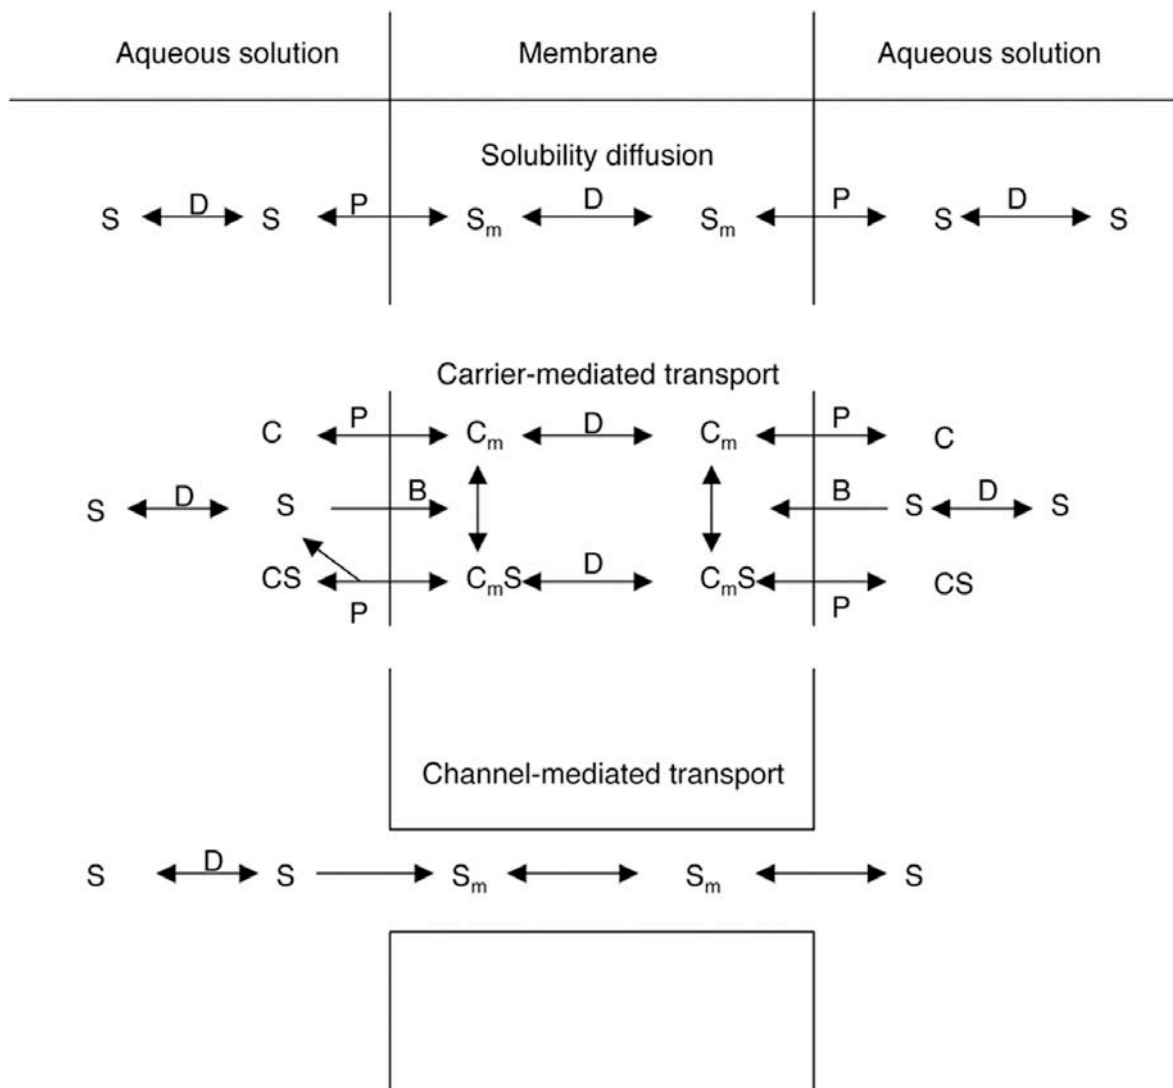 Aqueous solution Membrane Aqueous solution
Solubility diffusion
S D S P Sm D Sm P S D S
Carrier-mediated transport
C P Cm D Cm P C
S D S B B S D S
CS P CmS D CmS P CS
Channel-mediated transport
S D S Sm Sm S